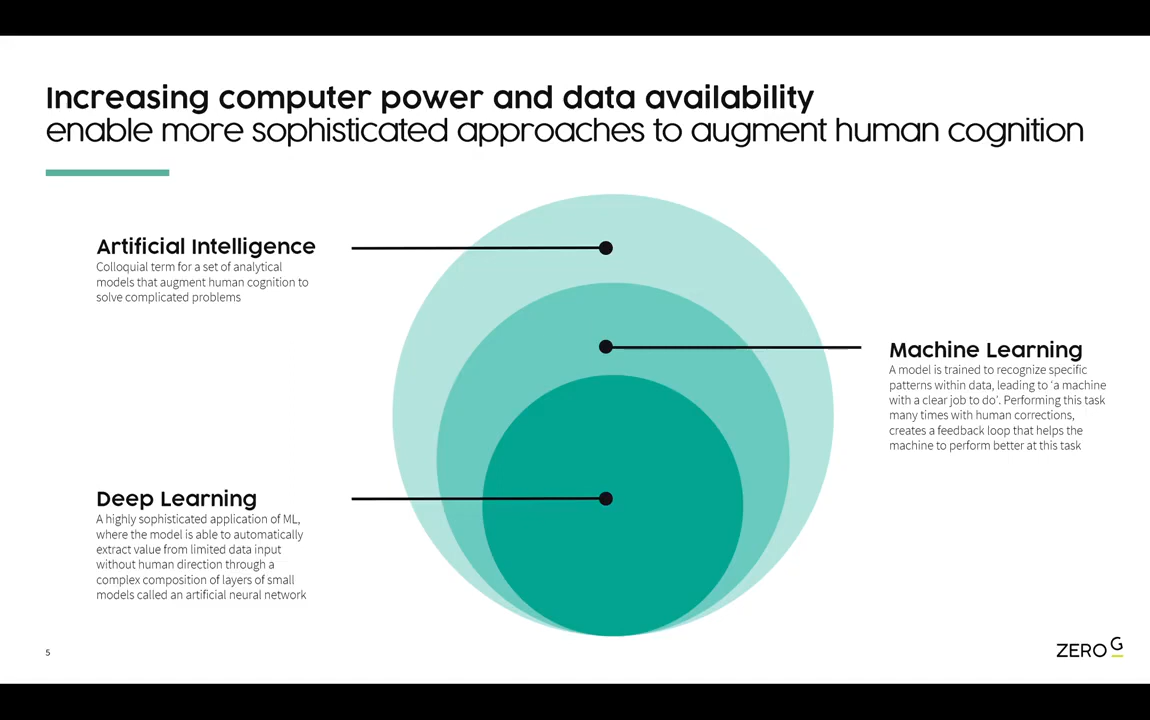 Increasing computer power and data availability
enable more sophisticated approaches to augment human cognition
Artificial Intelligence
Colloquial term for a set of analytical
models that augment human cognition to
solve complicated problems
Machine Learning
A model is trained to recognize specific
patterns within data, leading to ‘a machine
with a clear job to do’. Performing this task
many times with human corrections,
creates a feedback loop that helps the
machine to perform better at this task
Deep Learning
A highly sophisticated application of ML,
where the model is able to automatically
extract value from limited data input
without human direction through a
complex composition of layers of small
models called an artificial neural network
5
ZERO G